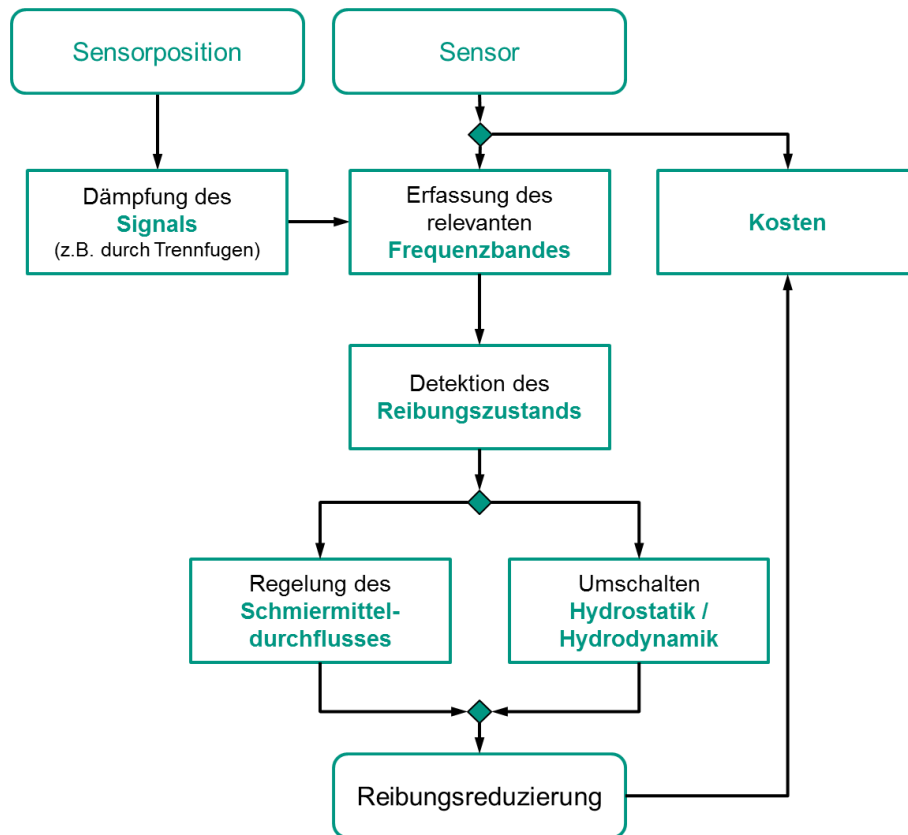 Sensorposition
Sensor
Dämpfung des
Signals
(z.B. durch Trennfugen)
Erfassung des
relevanten
Frequenzbandes
Kosten
Detektion des
Reibungszustands
Regelung des
Schmiermittel-
durchflusses
Umschalten
Hydrostatik /
Hydrodynamik
Reibungsreduzierung